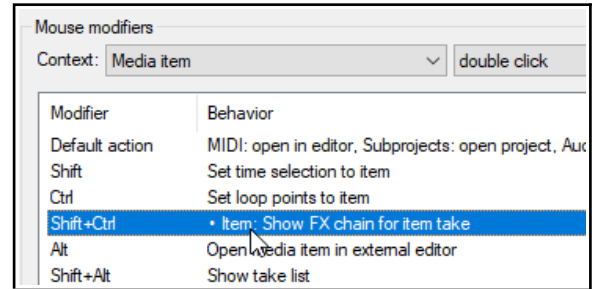 Mouse modifiers
Context: Media item double click
Modifier Behavior
Default action MIDI: open in editor, Subprojects: open project, Auc
Shift Set time selection to item
Ctrl Set loop points to item
Shift+Ctrl • Item: Show FX chain for item take
Alt Open media item in external editor
Shift+Alt Show take list